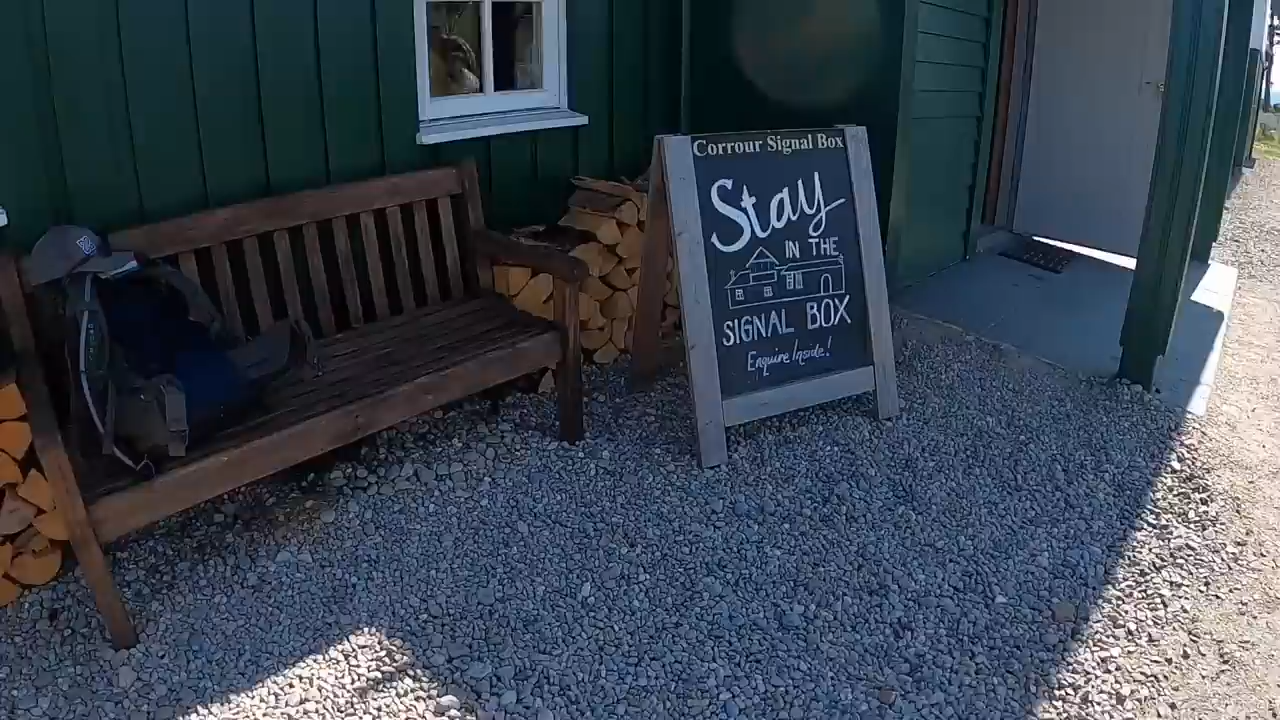 Corrour Signal Box
Stay
IN THE
SIGNAL BOX
Enquire Inside!